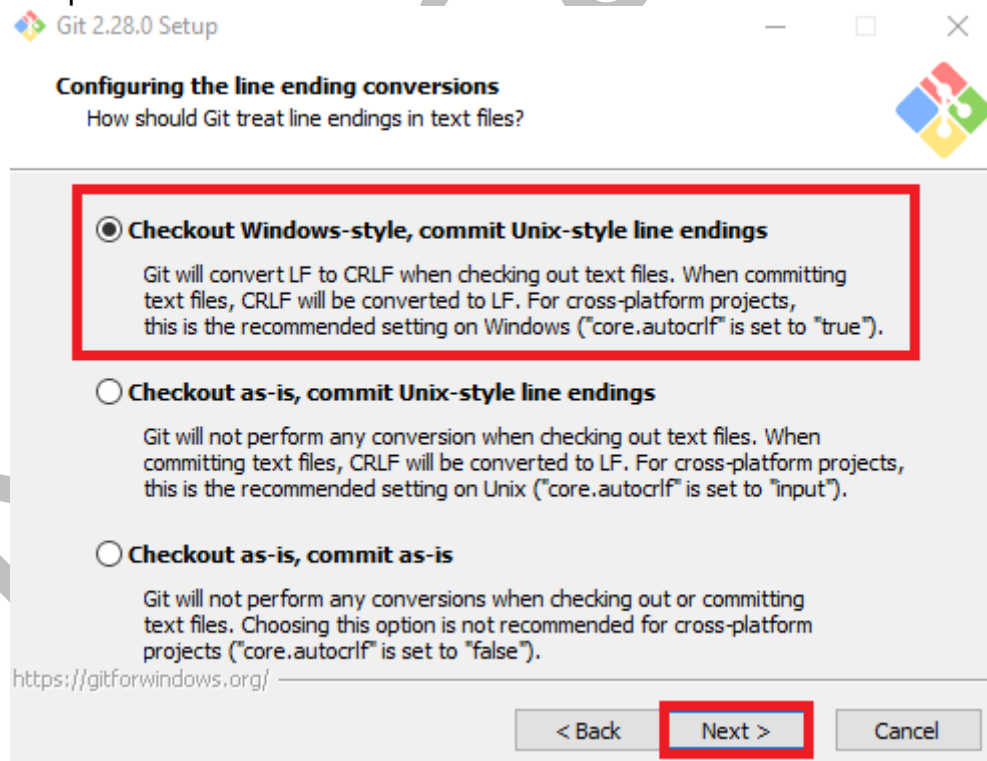 Git 2.28.0 Setup
Configuring the line ending conversions
How should Git treat line endings in text files?
Checkout Windows-style, commit Unix-style line endings
Git will convert LF to CRLF when checking out text files. When committing
text files, CRLF will be converted to LF. For cross-platform projects,
this is the recommended setting on Windows ("core.autocrlf" is set to "true").
Checkout as-is, commit Unix-style line endings
Git will not perform any conversion when checking out text files. When
committing text files, CRLF will be converted to LF. For cross-platform projects,
this is the recommended setting on Unix ("core.autocrlf" is set to "input").
Checkout as-is, commit as-is
Git will not perform any conversions when checking out or committing
text files. Choosing this option is not recommended for cross-platform
projects ("core.autocrlf" is set to "false").
https://gitforwindows.org/
< Back Next > Cancel